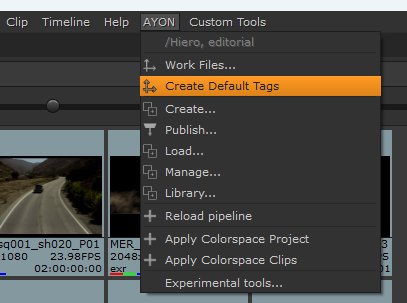 Clip Timeline Help AYON Custom Tools
/Hiero, editorial
Work Files...
Create Default Tags
Create...
Publish...
Load...
Manage...
Library...
Reload pipeline
Apply Colorspace Project
Apply Colorspace Clips
Experimental tools...
sq001_sh020_P01
1080 23.98FPS
02:00:00:00
MER_
2048:
exr
3